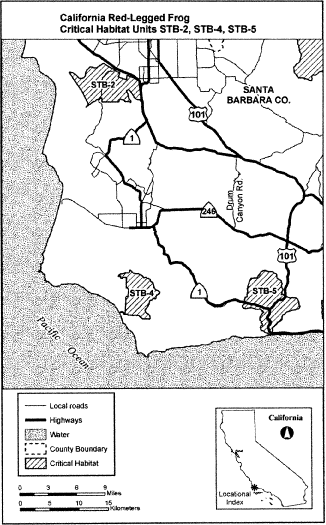 California Red-Legged Frog
Critical Habitat Units STB-2, STB-4, STB-5
STB-2
SANTA
BARBARA CO.
101
1
246
Drum
Canyon Rd.
101
STB-4
1
STB-5
Pacific Ocean
Local roads
Highways
Water
County Boundary
Critical Habitat
California
Locational
Index
0 3 6 9
Miles
0 5 10 15
Kilometers